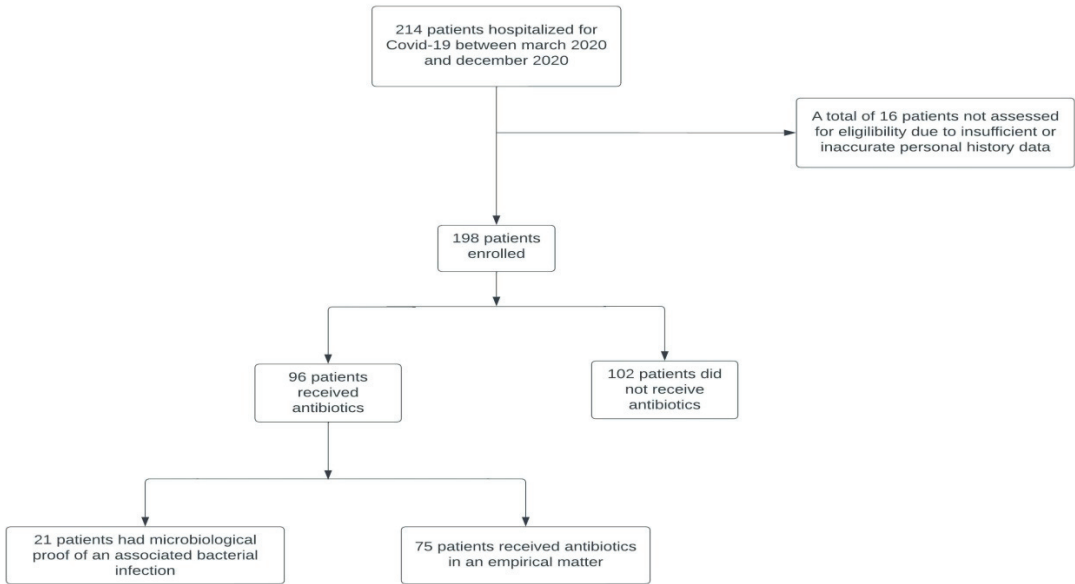 214 patients hospitalized for
Covid-19 between march 2020
and december 2020
A total of 16 patients not assessed
for eligilibility due to insufficient or
inaccurate personal history data
198 patients
enrolled
96 patients
received
antibiotics
102 patients did
not receive
antibiotics
21 patients had microbiological
proof of an associated bacterial
infection
75 patients received antibiotics
in an empirical matter